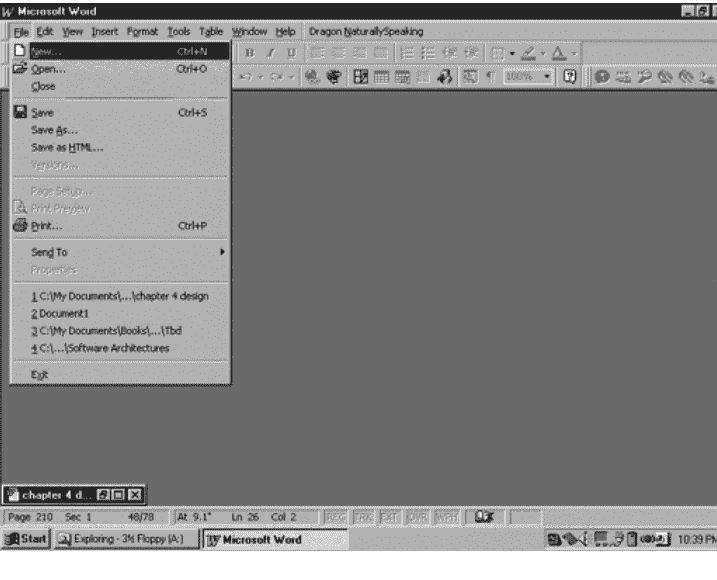 Microsoft Word
File Edit View Insert Format Tools Table Window Help Dragon NaturallySpeaking
New... Ctrl+N
B I U
Open... Ctrl+O
100%
Close
Save Ctrl+S
Save As...
Save as HTML...
Versions...
Page Setup...
Print Preview
Print... Ctrl+P
Send To
Properties
1 C:\My Documents\...\chapter 4 design
2 Document1
3 C:\My Documents\Books\...\Tbd
4 C:\...\Software Architectures
Exit
chapter 4 d...
Page 210 Sec 1 48/78 At 9.1" Ln 26 Col 2 REC TRK EXT OVR WPH
Start Exploring - 3½ Floppy (A:) Microsoft Word 10:39 PM